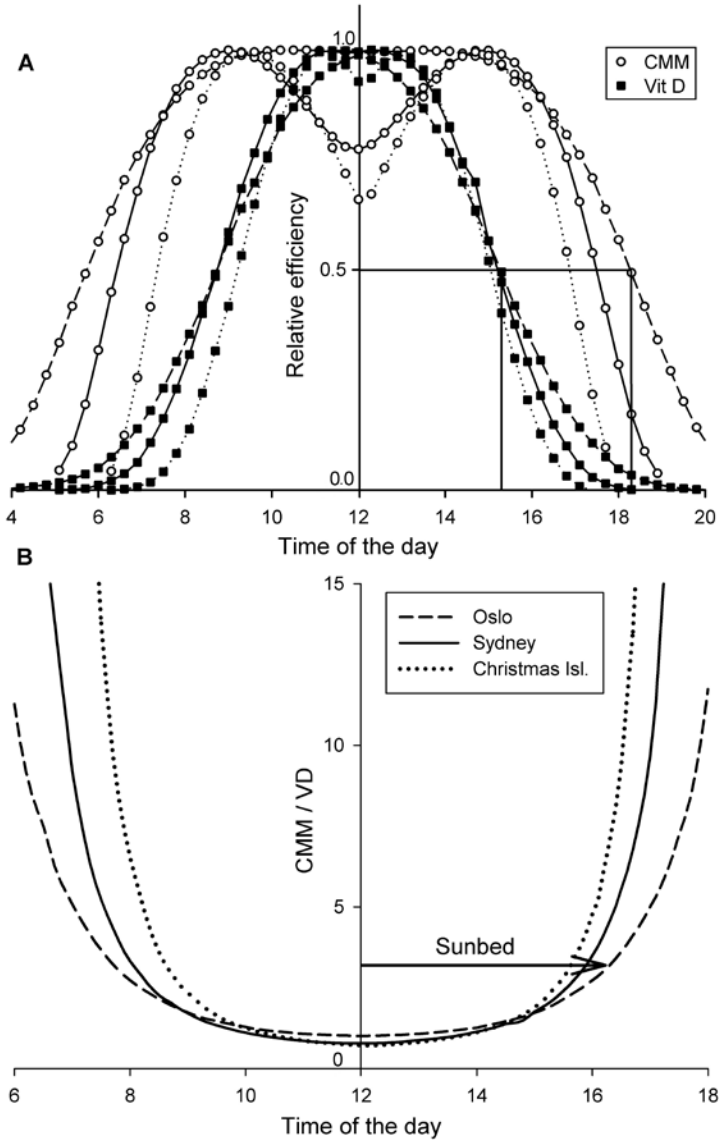 A
1.0
CMM
Vit D
Relative efficiency
0.5
0.0
4 6 8 10 12 14 16 18 20
Time of the day
B
15
Oslo
Sydney
Christmas Isl.
10
CMM / VD
5
Sunbed
0
6 8 10 12 14 16 18
Time of the day